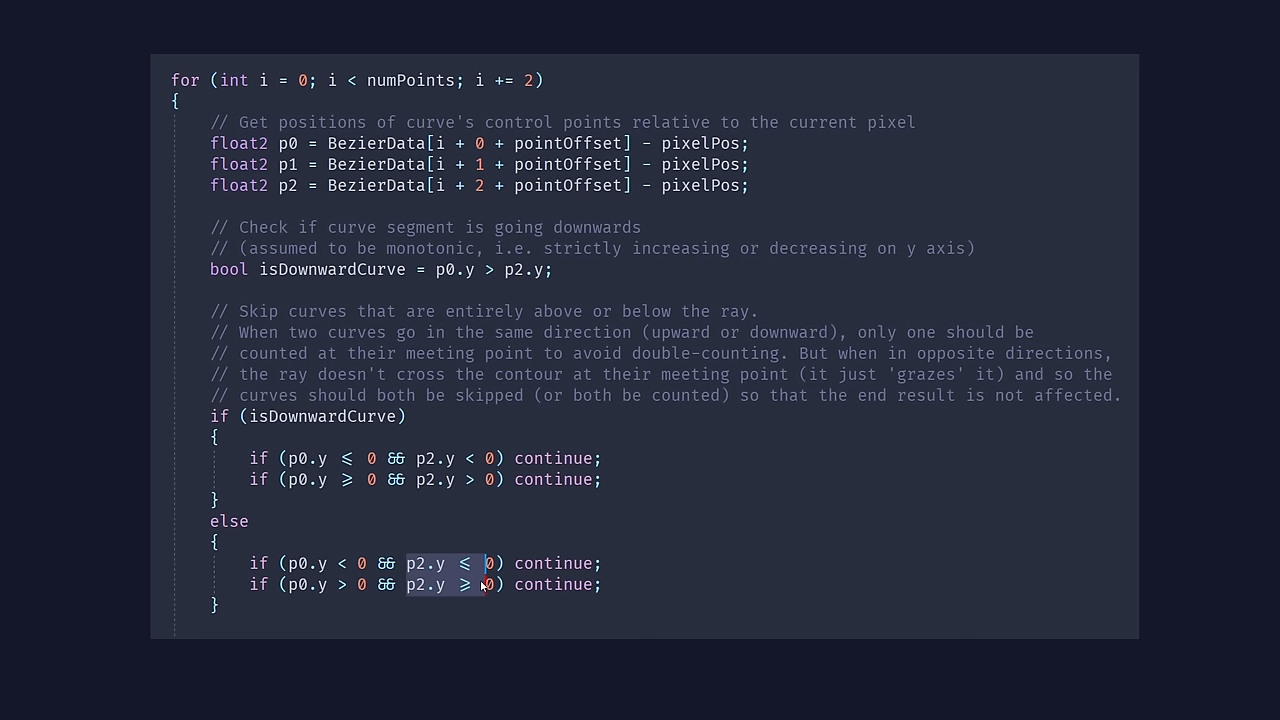 for (int i = 0; i < numPoints; i += 2)
{
// Get positions of curve's control points relative to the current pixel
float2 p0 = BezierData[i + 0 + pointOffset] - pixelPos;
float2 p1 = BezierData[i + 1 + pointOffset] - pixelPos;
float2 p2 = BezierData[i + 2 + pointOffset] - pixelPos;
// Check if curve segment is going downwards
// (assumed to be monotonic, i.e. strictly increasing or decreasing on y axis)
bool isDownwardCurve = p0.y > p2.y;
// Skip curves that are entirely above or below the ray.
// When two curves go in the same direction (upward or downward), only one should be
// counted at their meeting point to avoid double-counting. But when in opposite directions,
// the ray doesn't cross the contour at their meeting point (it just 'grazes' it) and so the
// curves should both be skipped (or both be counted) so that the end result is not affected.
if (isDownwardCurve)
{
if (p0.y ⩽ 0 && p2.y < 0) continue;
if (p0.y ⩾ 0 && p2.y > 0) continue;
}
else
{
if (p0.y < 0 && p2.y ⩽ 0) continue;
if (p0.y > 0 && p2.y ⩾ 0) continue;
}